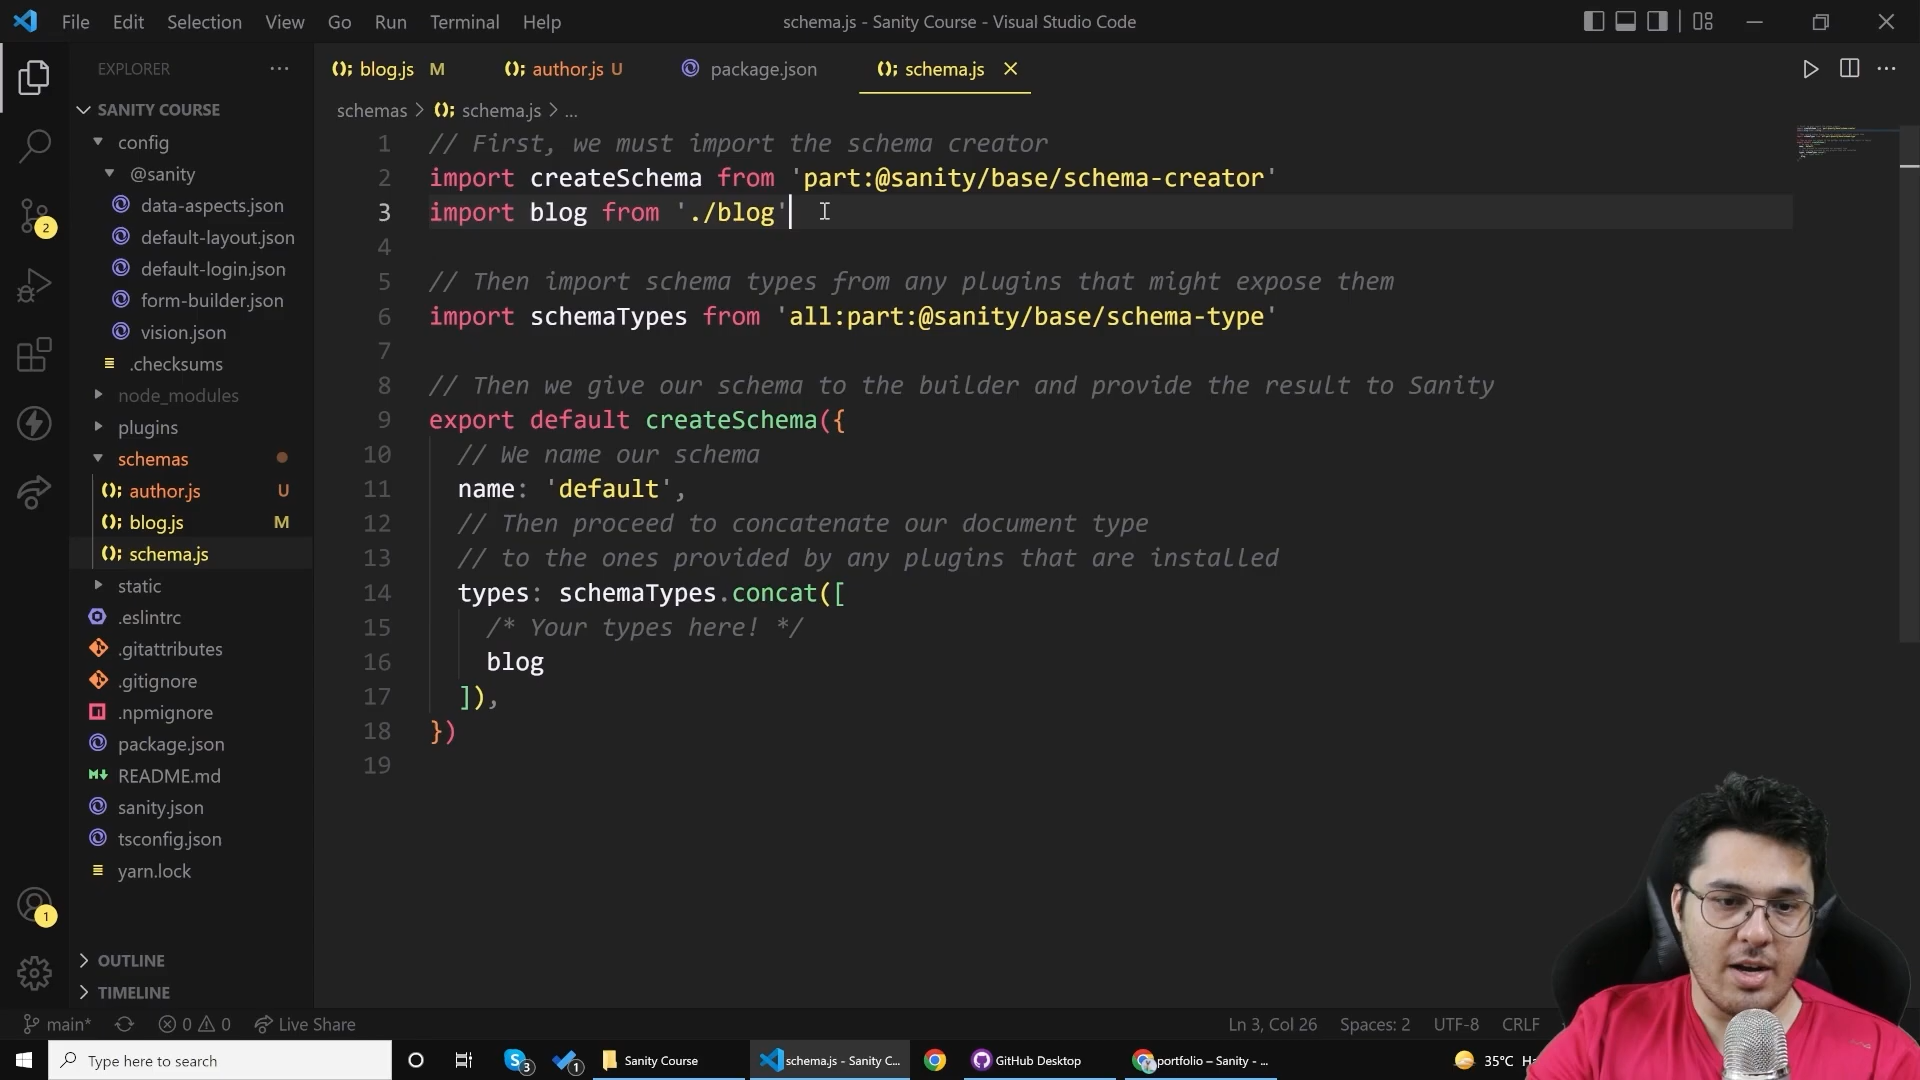 File Edit Selection View Go Run Terminal Help
schema.js - Sanity Course - Visual Studio Code
EXPLORER
SANITY COURSE
config
@sanity
data-aspects.json
default-layout.json
default-login.json
form-builder.json
vision.json
.checksums
node_modules
plugins
schemas
author.js U
blog.js M
schema.js
static
.eslintrc
.gitattributes
.gitignore
.npmignore
package.json
README.md
sanity.json
tsconfig.json
yarn.lock
OUTLINE
TIMELINE
2
1
blog.js M author.js U package.json schema.js
schemas > schema.js > ...
1 // First, we must import the schema creator
2 import createSchema from 'part:@sanity/base/schema-creator'
3 import blog from './blog'
4
5 // Then import schema types from any plugins that might expose them
6 import schemaTypes from 'all:part:@sanity/base/schema-type'
7
8 // Then we give our schema to the builder and provide the result to Sanity
9 export default createSchema({
10 // We name our schema
11 name: 'default',
12 // Then proceed to concatenate our document type
13 // to the ones provided by any plugins that are installed
14 types: schemaTypes.concat([
15 /* Your types here! */
16 blog
17 ]),
18 })
19
main* 0 0 Live Share
Ln 3, Col 26 Spaces: 2 UTF-8 CRLF
Type here to search
3
1
Sanity Course
schema.js - Sanity C...
GitHub Desktop
portfolio – Sanity - ...
35°C